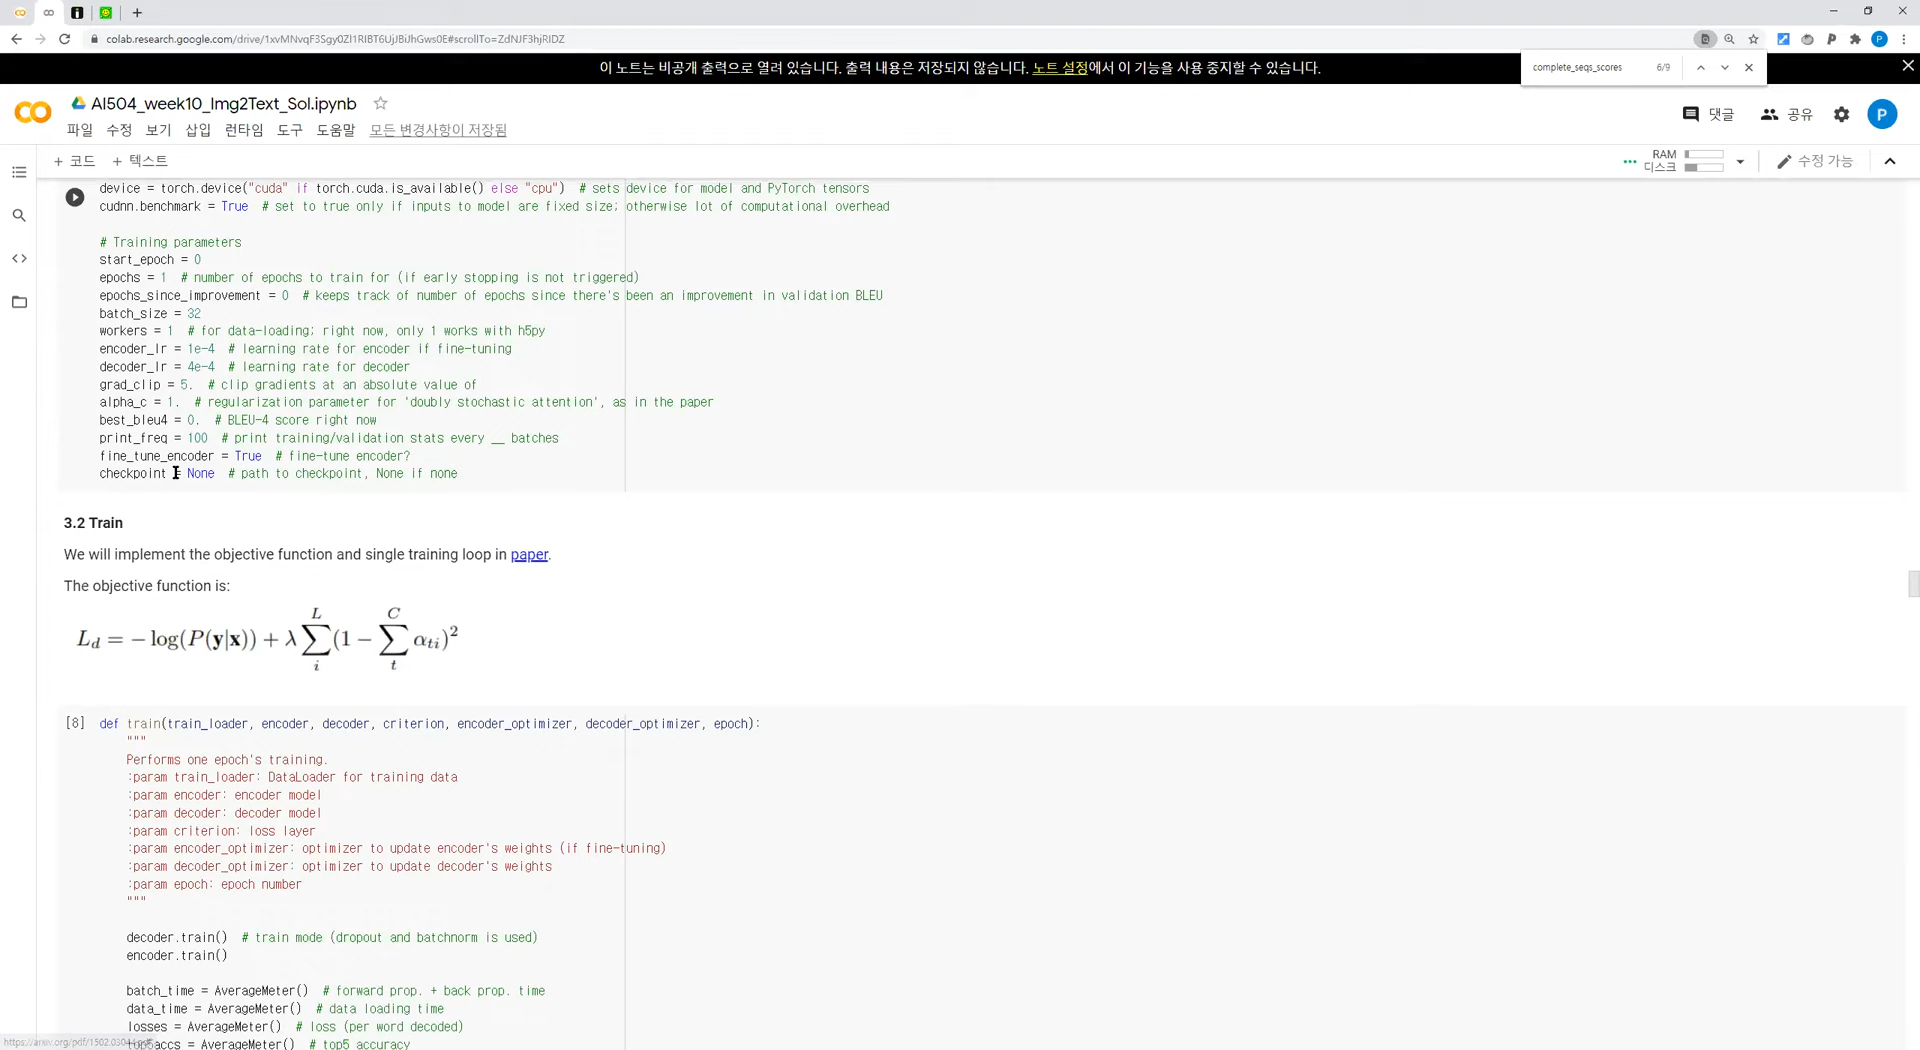 colab.research.google.com/drive/1xvMNvqF3Sgy0Zl1RIBT6UjJBiJhGws0E#scrollTo=ZdNJF3hjRIDZ
이 노트는 비공개 출력으로 열려 있습니다. 출력 내용은 저장되지 않습니다. 노트 설정에서 이 기능을 사용 중지할 수 있습니다.
complete_seqs_scores 6/9
AI504_week10_Img2Text_Sol.ipynb
댓글 공유 P
파일 수정 보기 삽입 런타임 도구 도움말 모든 변경사항이 저장됨
+ 코드 + 텍스트
RAM
디스크
수정 가능
device = torch.device("cuda" if torch.cuda.is_available() else "cpu")  # sets device for model and PyTorch tensors
cudnn.benchmark = True  # set to true only if inputs to model are fixed size; otherwise lot of computational overhead
# Training parameters
start_epoch = 0
epochs = 1  # number of epochs to train for (if early stopping is not triggered)
epochs_since_improvement = 0  # keeps track of number of epochs since there's been an improvement in validation BLEU
batch_size = 32
workers = 1  # for data-loading; right now, only 1 works with h5py
encoder_lr = 1e-4  # learning rate for encoder if fine-tuning
decoder_lr = 4e-4  # learning rate for decoder
grad_clip = 5.  # clip gradients at an absolute value of
alpha_c = 1.  # regularization parameter for 'doubly stochastic attention', as in the paper
best_bleu4 = 0.  # BLEU-4 score right now
print_freq = 100  # print training/validation stats every __ batches
fine_tune_encoder = True  # fine-tune encoder?
checkpoint = None  # path to checkpoint, None if none
3.2 Train
We will implement the objective function and single training loop in paper.
The objective function is:
L_d = − log(P(y|x)) + λ ∑_i^L (1 − ∑_t^C α_ti)^2
[8] def train(train_loader, encoder, decoder, criterion, encoder_optimizer, decoder_optimizer, epoch):
"""
Performs one epoch's training.
:param train_loader: DataLoader for training data
:param encoder: encoder model
:param decoder: decoder model
:param criterion: loss layer
:param encoder_optimizer: optimizer to update encoder's weights (if fine-tuning)
:param decoder_optimizer: optimizer to update decoder's weights
:param epoch: epoch number
"""
decoder.train()  # train mode (dropout and batchnorm is used)
encoder.train()
batch_time = AverageMeter()  # forward prop. + back prop. time
data_time = AverageMeter()  # data loading time
losses = AverageMeter()  # loss (per word decoded)
top5accs = AverageMeter()  # top5 accuracy